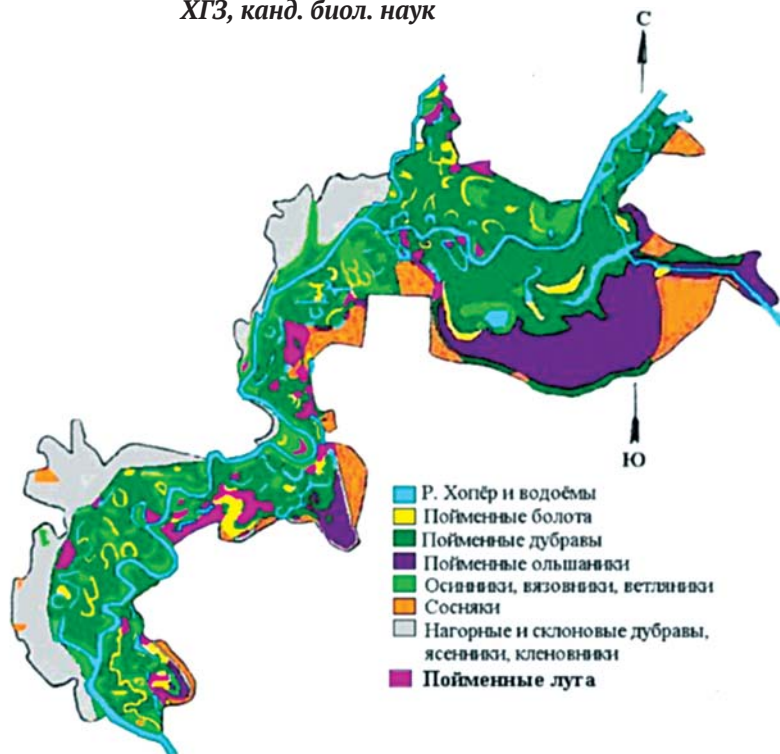 ХГЗ, канд. биол. наук
С
Ю
Р. Хопёр и водоёмы
Пойменные болота
Пойменные дубравы
Пойменные ольшаники
Осинники, вязовники, ветляники
Сосняки
Нагорные и склоновые дубравы,
ясенники, кленовники
Пойменные луга